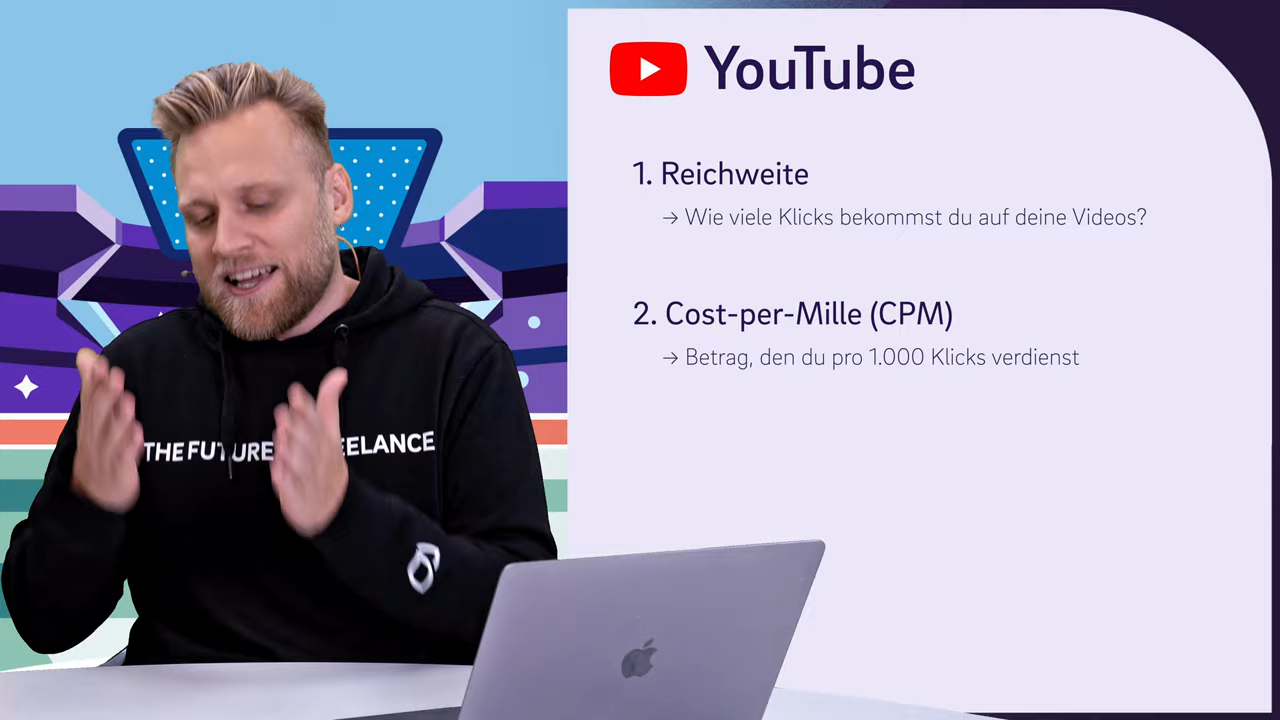 YouTube
1. Reichweite
→ Wie viele Klicks bekommst du auf deine Videos?
2. Cost-per-Mille (CPM)
→ Betrag, den du pro 1.000 Klicks verdienst
THE FUTURE EELANCE